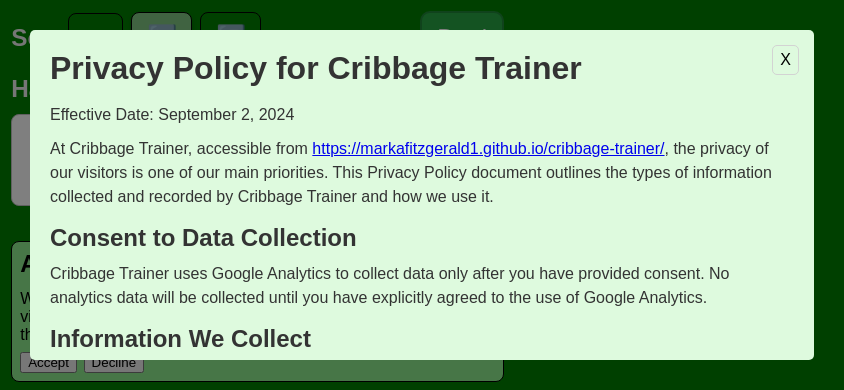 Privacy Policy for Cribbage Trainer
X
Effective Date: September 2, 2024
At Cribbage Trainer, accessible from https://markafitzgerald1.github.io/cribbage-trainer/, the privacy of
our visitors is one of our main priorities. This Privacy Policy document outlines the types of information
collected and recorded by Cribbage Trainer and how we use it.
Consent to Data Collection
Cribbage Trainer uses Google Analytics to collect data only after you have provided consent. No
analytics data will be collected until you have explicitly agreed to the use of Google Analytics.
Information We Collect
Accept Decline